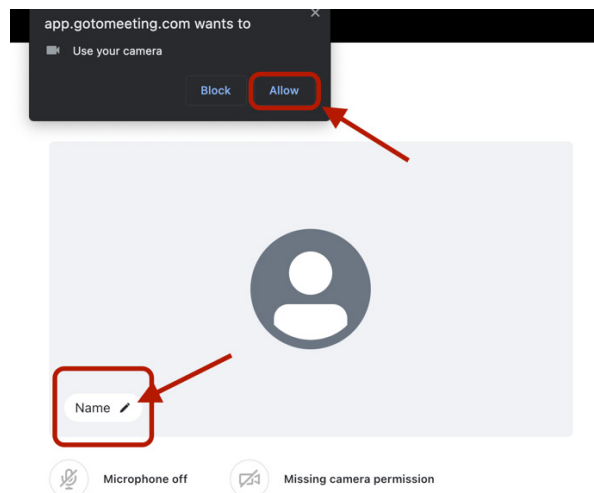 app.gotomeeting.com wants to
Use your camera
Block Allow
Name
Microphone off Missing camera permission